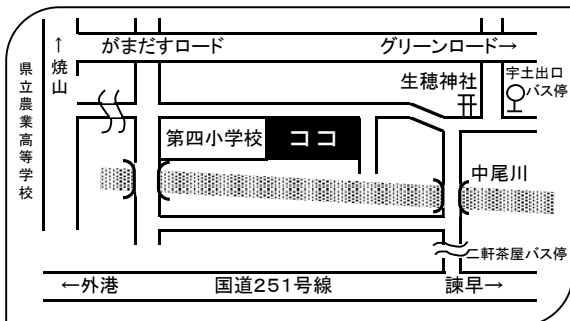 がまだすロード
グリーンロード→
↑焼山
県立農業高等学校
生穂神社
宇土出口
バス停
第四小学校
ココ
中尾川
二軒茶屋バス停
←外港
国道251号線
諫早→